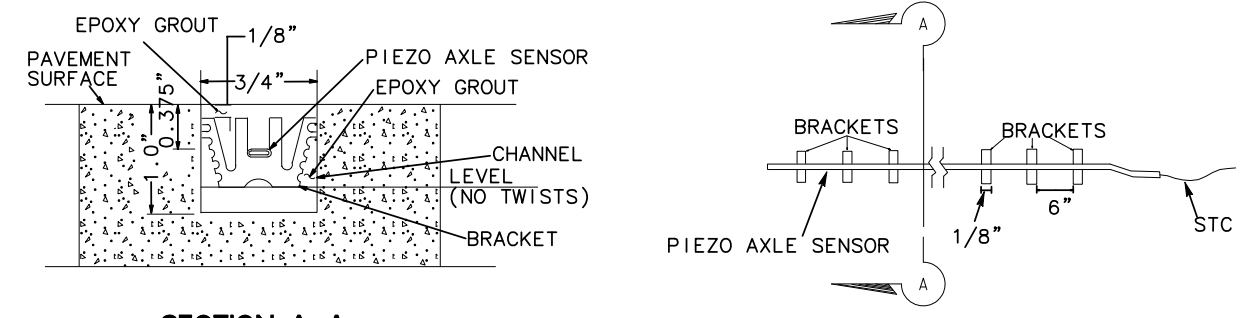 EPOXY GROUT
1/8”
PAVEMENT
SURFACE
3/4”
PIEZO AXLE SENSOR
EPOXY GROUT
0.375”
1.0”
CHANNEL
LEVEL
(NO TWISTS)
BRACKET
SECTION A-A
A
BRACKETS
BRACKETS
6”
1/8”
PIEZO AXLE SENSOR
STC
A